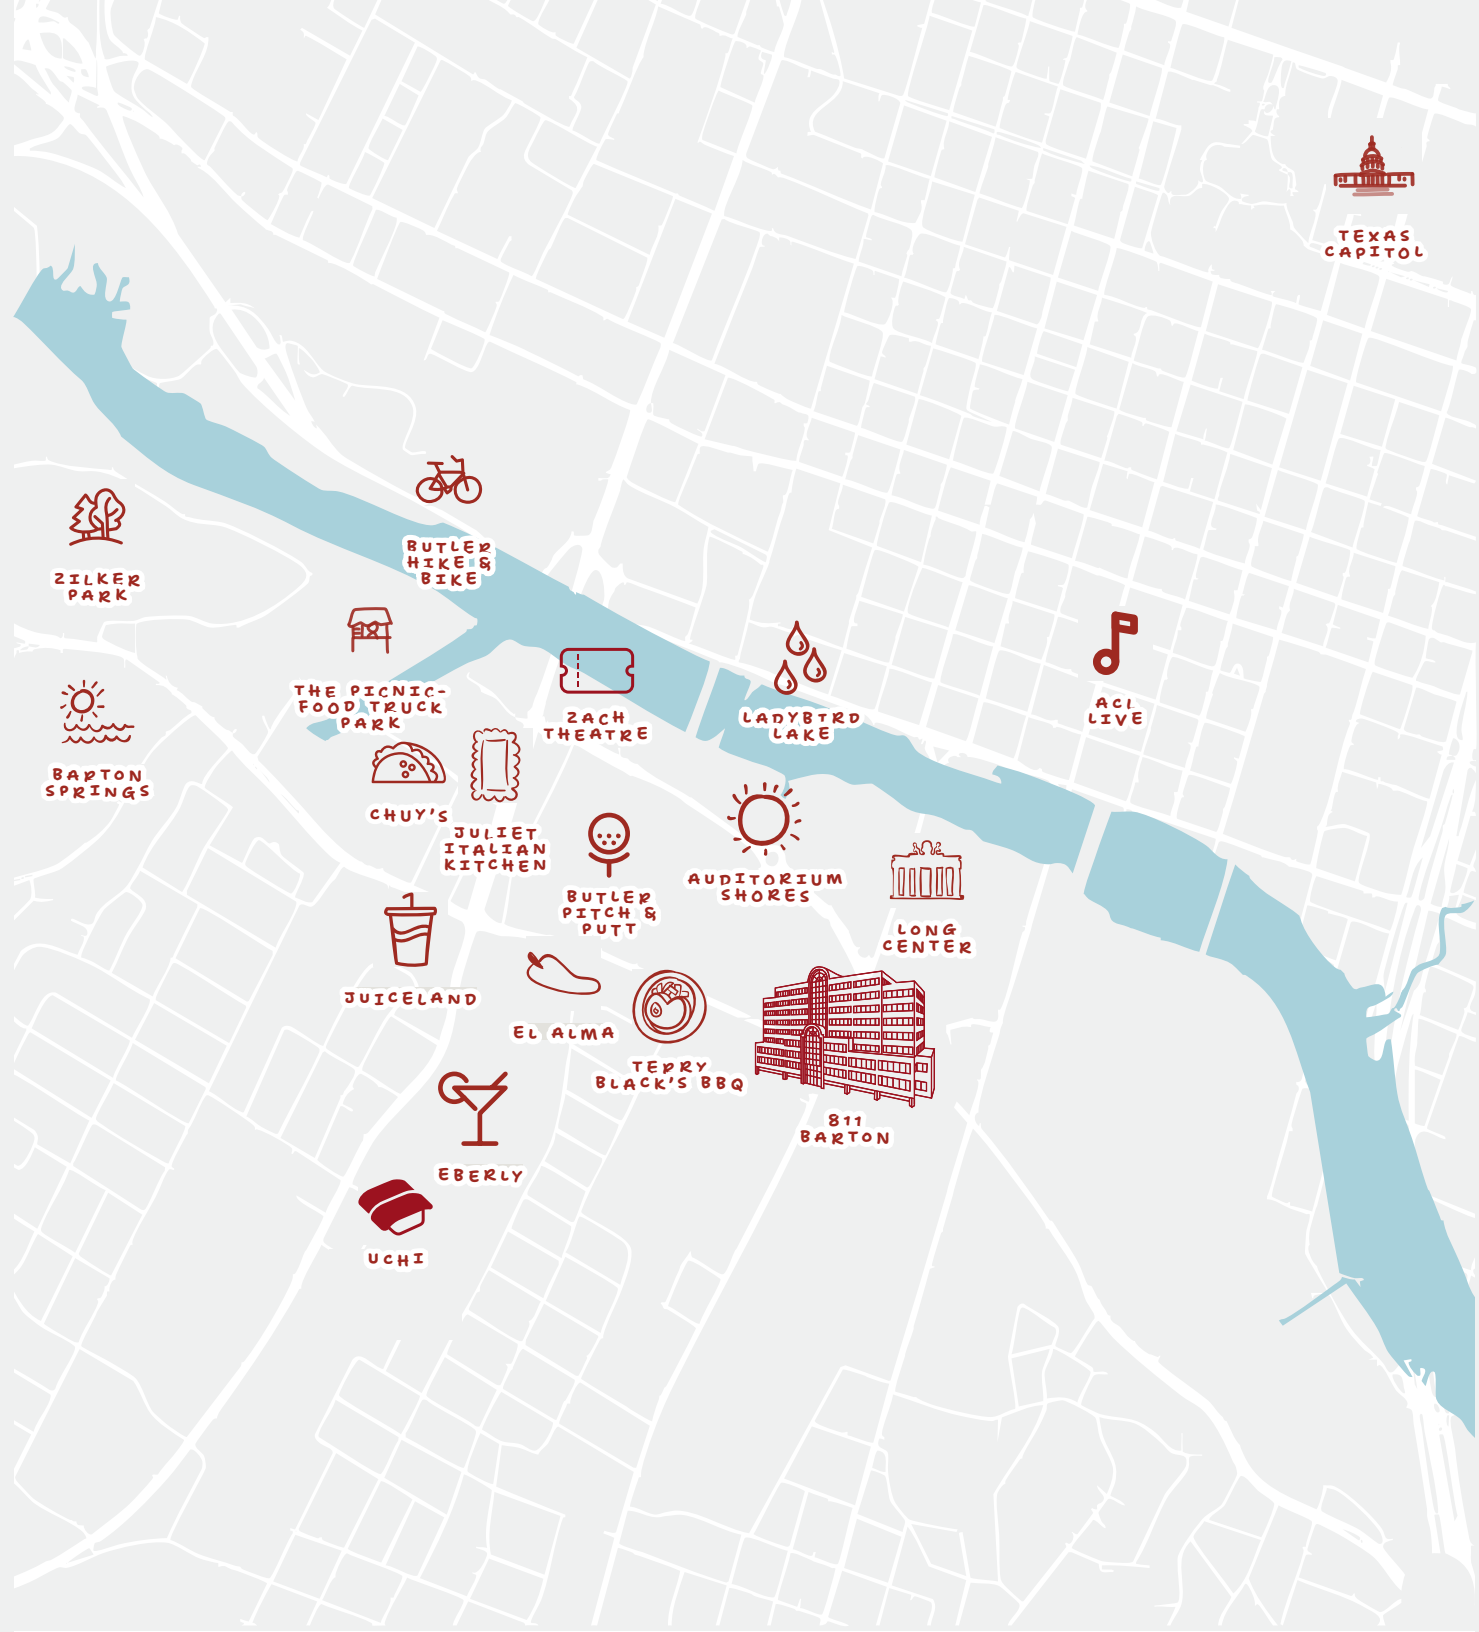 TEXAS
CAPITOL
BUTLER
HIKE &
BIKE
ZILKER
PARK
THE PICNIC-
FOOD TRUCK
PARK
ZACH
THEATRE
LADYBIRD
LAKE
ACL
LIVE
BARTON
SPRINGS
CHUY'S
JULIET
ITALIAN
KITCHEN
BUTLER
PITCH &
PUTT
AUDITORIUM
SHORES
LONG
CENTER
JUICELAND
EL ALMA
TERRY
BLACK'S BBQ
811
BARTON
EBERLY
UCHI